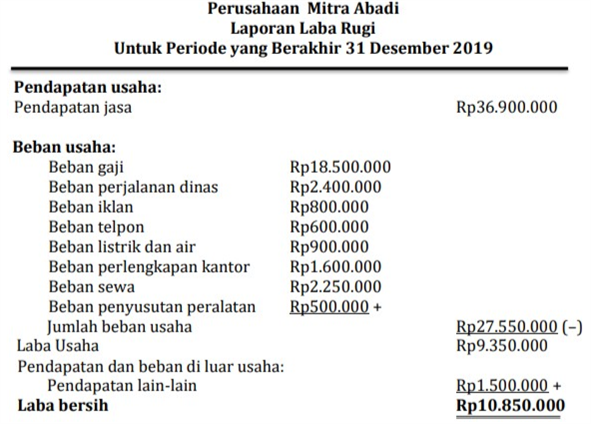 Perusahaan Mitra Abadi
Laporan Laba Rugi
Untuk Periode yang Berakhir 31 Desember 2019
Pendapatan usaha:
Pendapatan jasa Rp36.900.000
Beban usaha:
Beban gaji Rp18.500.000
Beban perjalanan dinas Rp2.400.000
Beban iklan Rp800.000
Beban telpon Rp600.000
Beban listrik dan air Rp900.000
Beban perlengkapan kantor Rp1.600.000
Beban sewa Rp2.250.000
Beban penyusutan peralatan Rp500.000 +
Jumlah beban usaha Rp27.550.000 (–)
Laba Usaha Rp9.350.000
Pendapatan dan beban di luar usaha:
Pendapatan lain-lain Rp1.500.000 +
Laba bersih Rp10.850.000